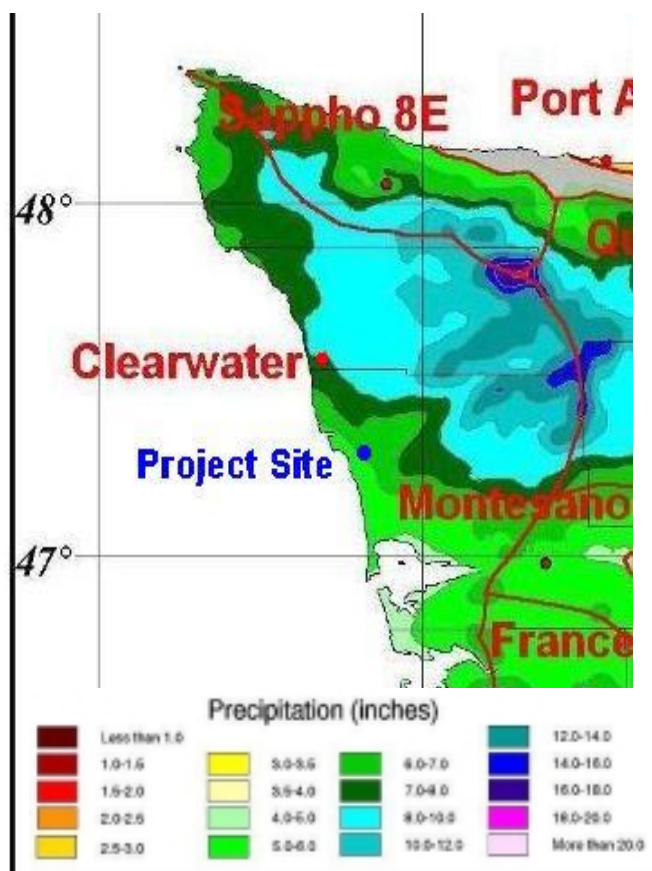 Sappho 8E
Port A
48°
Qu
Clearwater
Project Site
Montesano
47°
France
Precipitation (inches)
Less than 1.0
1.0-1.5
1.5-2.0
2.0-2.5
2.5-3.0
3.0-3.5
3.5-4.0
4.0-5.0
5.0-6.0
6.0-7.0
7.0-8.0
8.0-10.0
10.0-12.0
12.0-14.0
14.0-16.0
16.0-18.0
18.0-20.0
More than 20.0